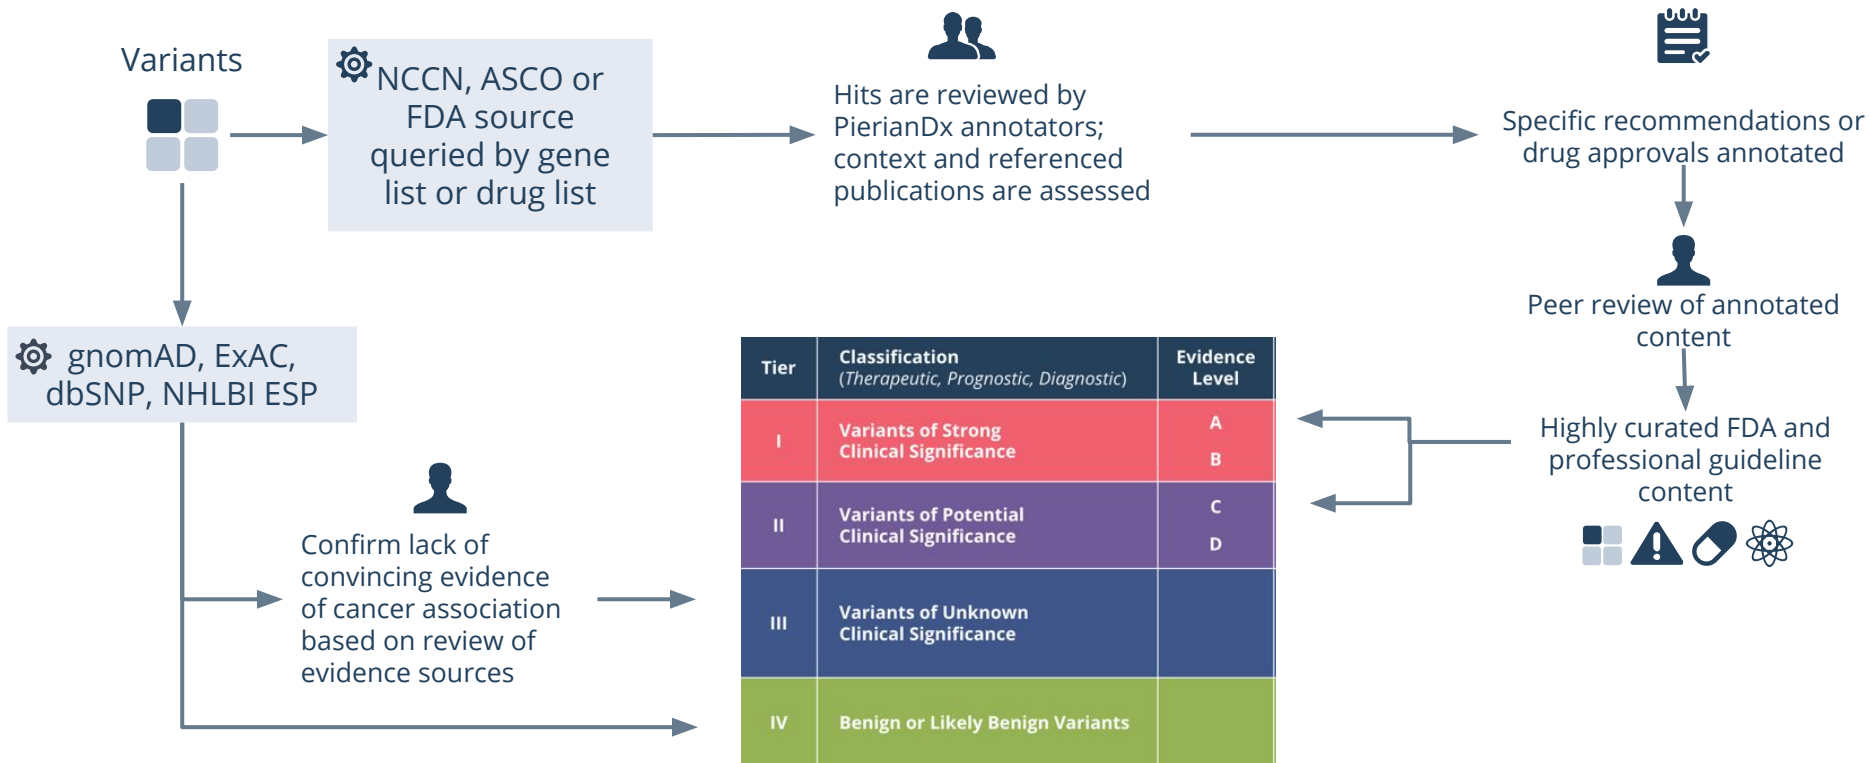 Variants
NCCN, ASCO or
FDA source
queried by gene
list or drug list
Hits are reviewed by
PierianDx annotators;
context and referenced
publications are assessed
Specific recommendations or
drug approvals annotated
Peer review of annotated
content
Highly curated FDA and
professional guideline
content
gnomAD, ExAC,
dbSNP, NHLBI ESP
Confirm lack of
convincing evidence
of cancer association
based on review of
evidence sources
Tier
Classification
(Therapeutic, Prognostic, Diagnostic)
Evidence
Level
I
Variants of Strong
Clinical Significance
A
B
II
Variants of Potential
Clinical Significance
C
D
III
Variants of Unknown
Clinical Significance
IV
Benign or Likely Benign Variants